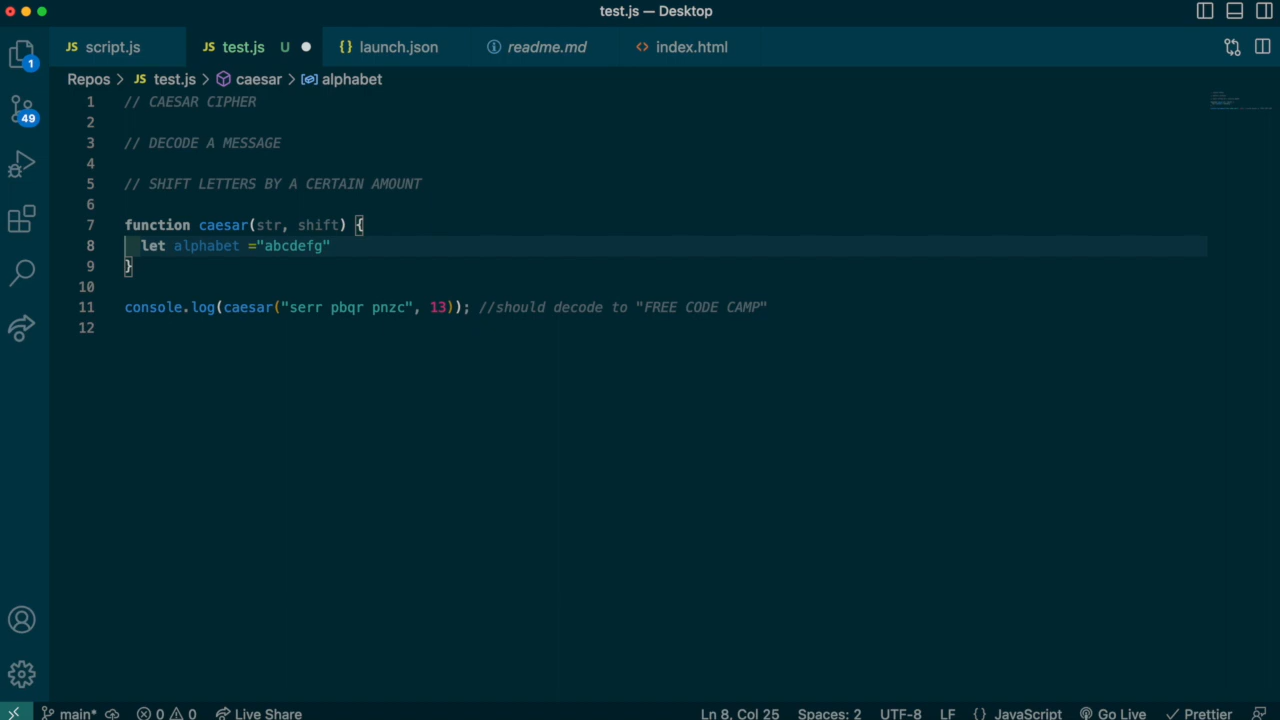 test.js — Desktop
JS script.js JS test.js U {} launch.json readme.md <> index.html
1
Repos > JS test.js > caesar > alphabet
1 // CAESAR CIPHER
2
3 // DECODE A MESSAGE
4
49
5 // SHIFT LETTERS BY A CERTAIN AMOUNT
6
7 function caesar(str, shift) {
8 let alphabet ="abcdefg"
9 }
10
11 console.log(caesar("serr pbqr pnzc", 13)); //should decode to "FREE CODE CAMP"
12
main* 0 0 Live Share Ln 8, Col 25 Spaces: 2 UTF-8 LF {} JavaScript Go Live Prettier